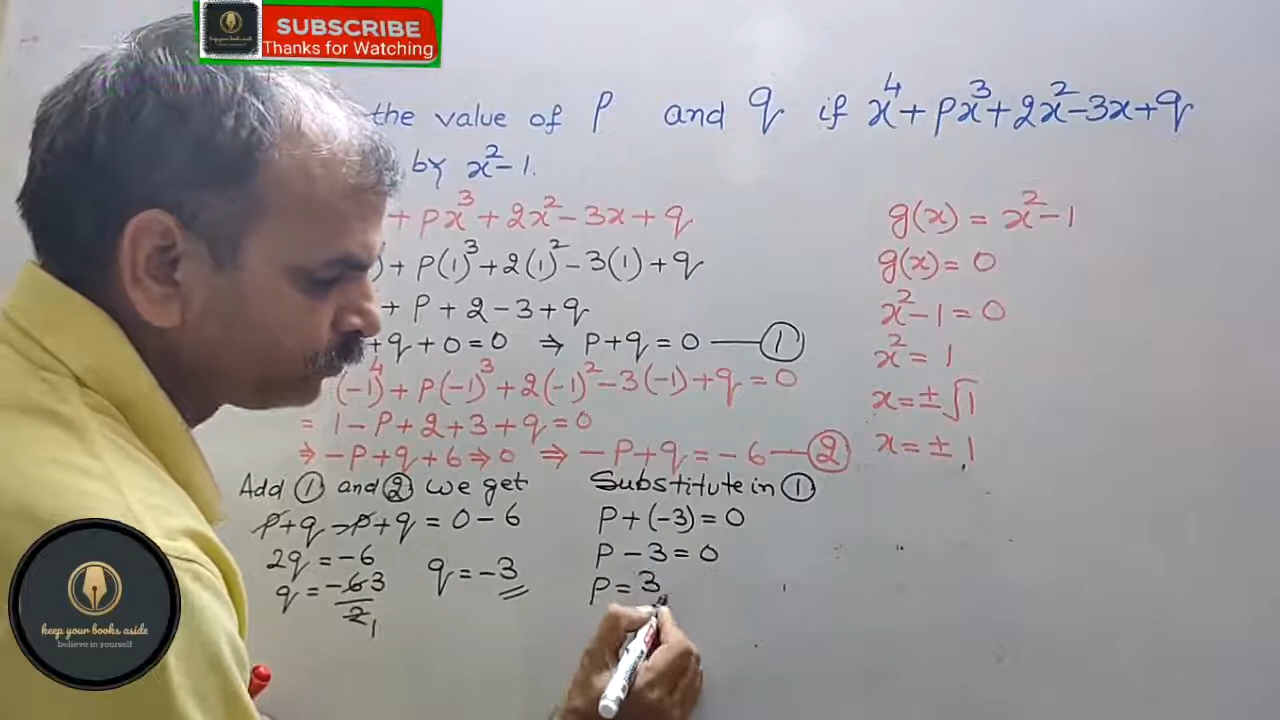 SUBSCRIBE
Thanks for Watching
the value of P and q if x⁴+px³+2x²-3x+q
by x²-1.
+ px³+2x²-3x+q
)+ P(1)³+2(1)²-3(1)+q
+ P+2-3+q
+q+0=0 ⇒ p+q=0 — ①
(-1)⁴+ P(-1)³+2(-1)²-3(-1)+q=0
= 1-P+2+3+q=0
⇒ -P+q+6⇒0 ⇒ -P+q=-6 — ②
Add ① and ② we get
p+q-p+q=0-6
2q=-6
q=-63/21
q=-3
Substitute in ①
P+(-3)=0
P-3=0
P=3
g(x)=x²-1
g(x)=0
x²-1=0
x²=1
x=±√1
x=±1
keep your books aside
believe in yourself